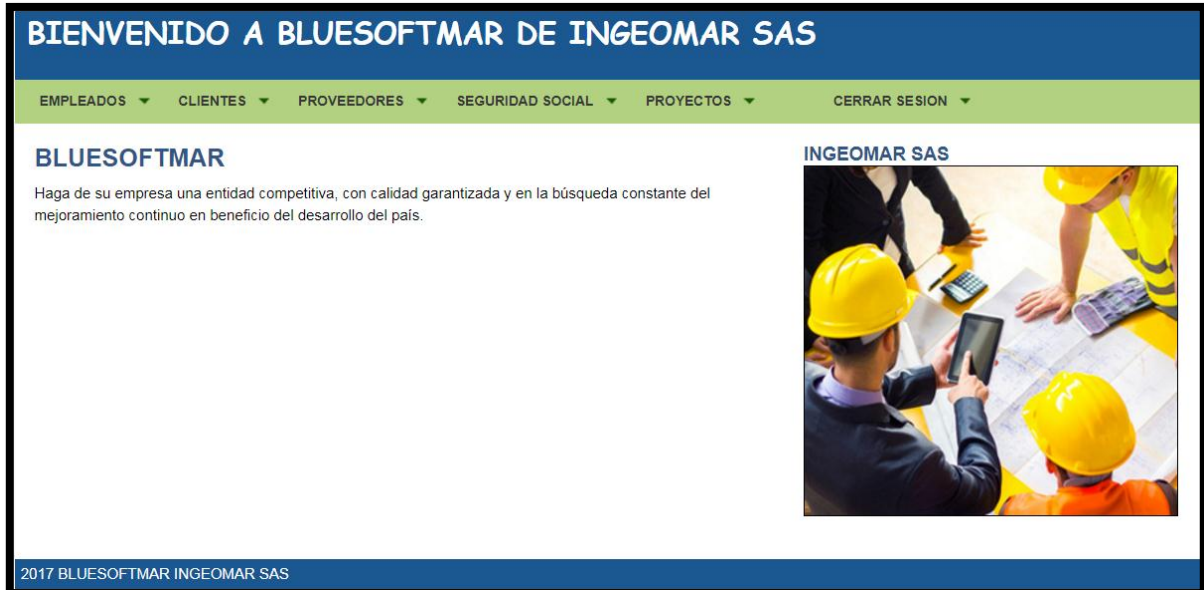 BIENVENIDO A BLUESOFTMAR DE INGEOMAR SAS
EMPLEADOS CLIENTES PROVEEDORES SEGURIDAD SOCIAL PROYECTOS CERRAR SESION
BLUESOFTMAR
Haga de su empresa una entidad competitiva, con calidad garantizada y en la búsqueda constante del
mejoramiento continuo en beneficio del desarrollo del país.
INGEOMAR SAS
2017 BLUESOFTMAR INGEOMAR SAS